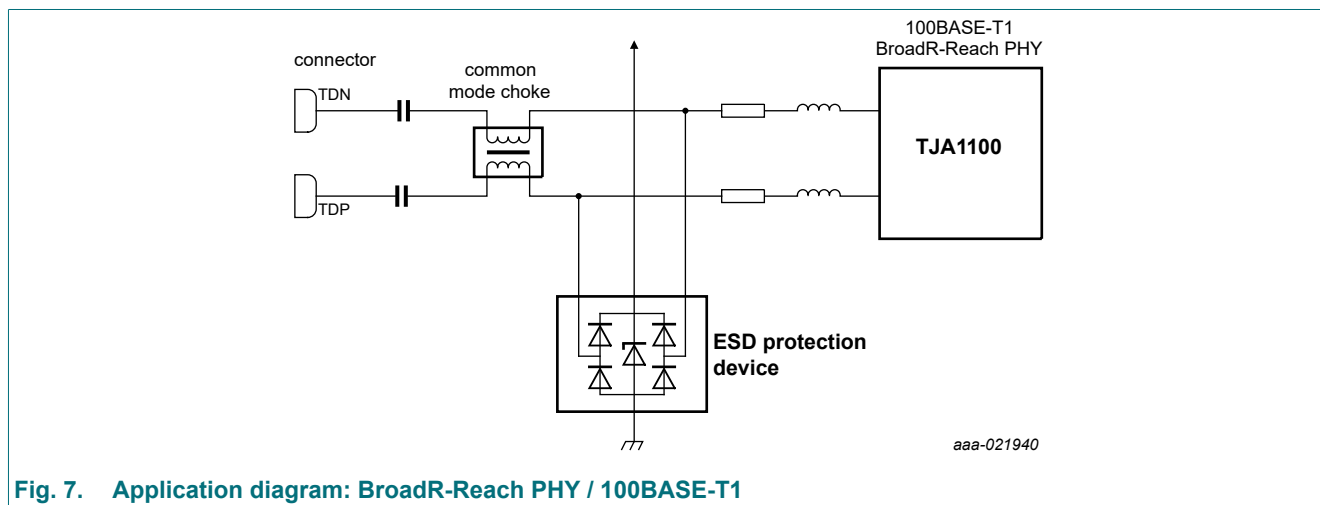 100BASE-T1
BroadR-Reach PHY
connector
common
mode choke
TDN
TJA1100
TDP
ESD protection
device
aaa-021940
Fig. 7. Application diagram: BroadR-Reach PHY / 100BASE-T1